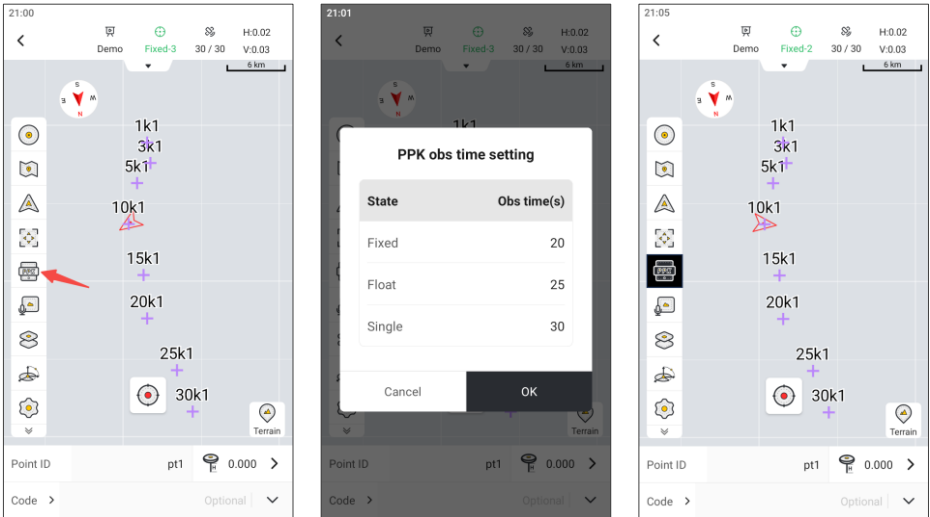 21:00
H:0.02
Demo Fixed-3 30 / 30 V:0.03
6 km
S
E W
N
1k1
3k1
5k1
10k1
15k1
PPK
20k1
25k1
30k1
Terrain
Point ID pt1 0.000
Code Optional
21:01
H:0.02
Demo Fixed-3 30 / 30 V:0.03
6 km
S
E W
N
1k1
PPK obs time setting
State Obs time(s)
Fixed 20
Float 25
Single 30
Cancel OK
Terrain
Point ID pt1 0.000
Code Optional
21:05
H:0.02
Demo Fixed-2 30 / 30 V:0.03
6 km
S
E W
N
1k1
3k1
5k1
10k1
15k1
PPK
20k1
25k1
30k1
Terrain
Point ID pt1 0.000
Code Optional